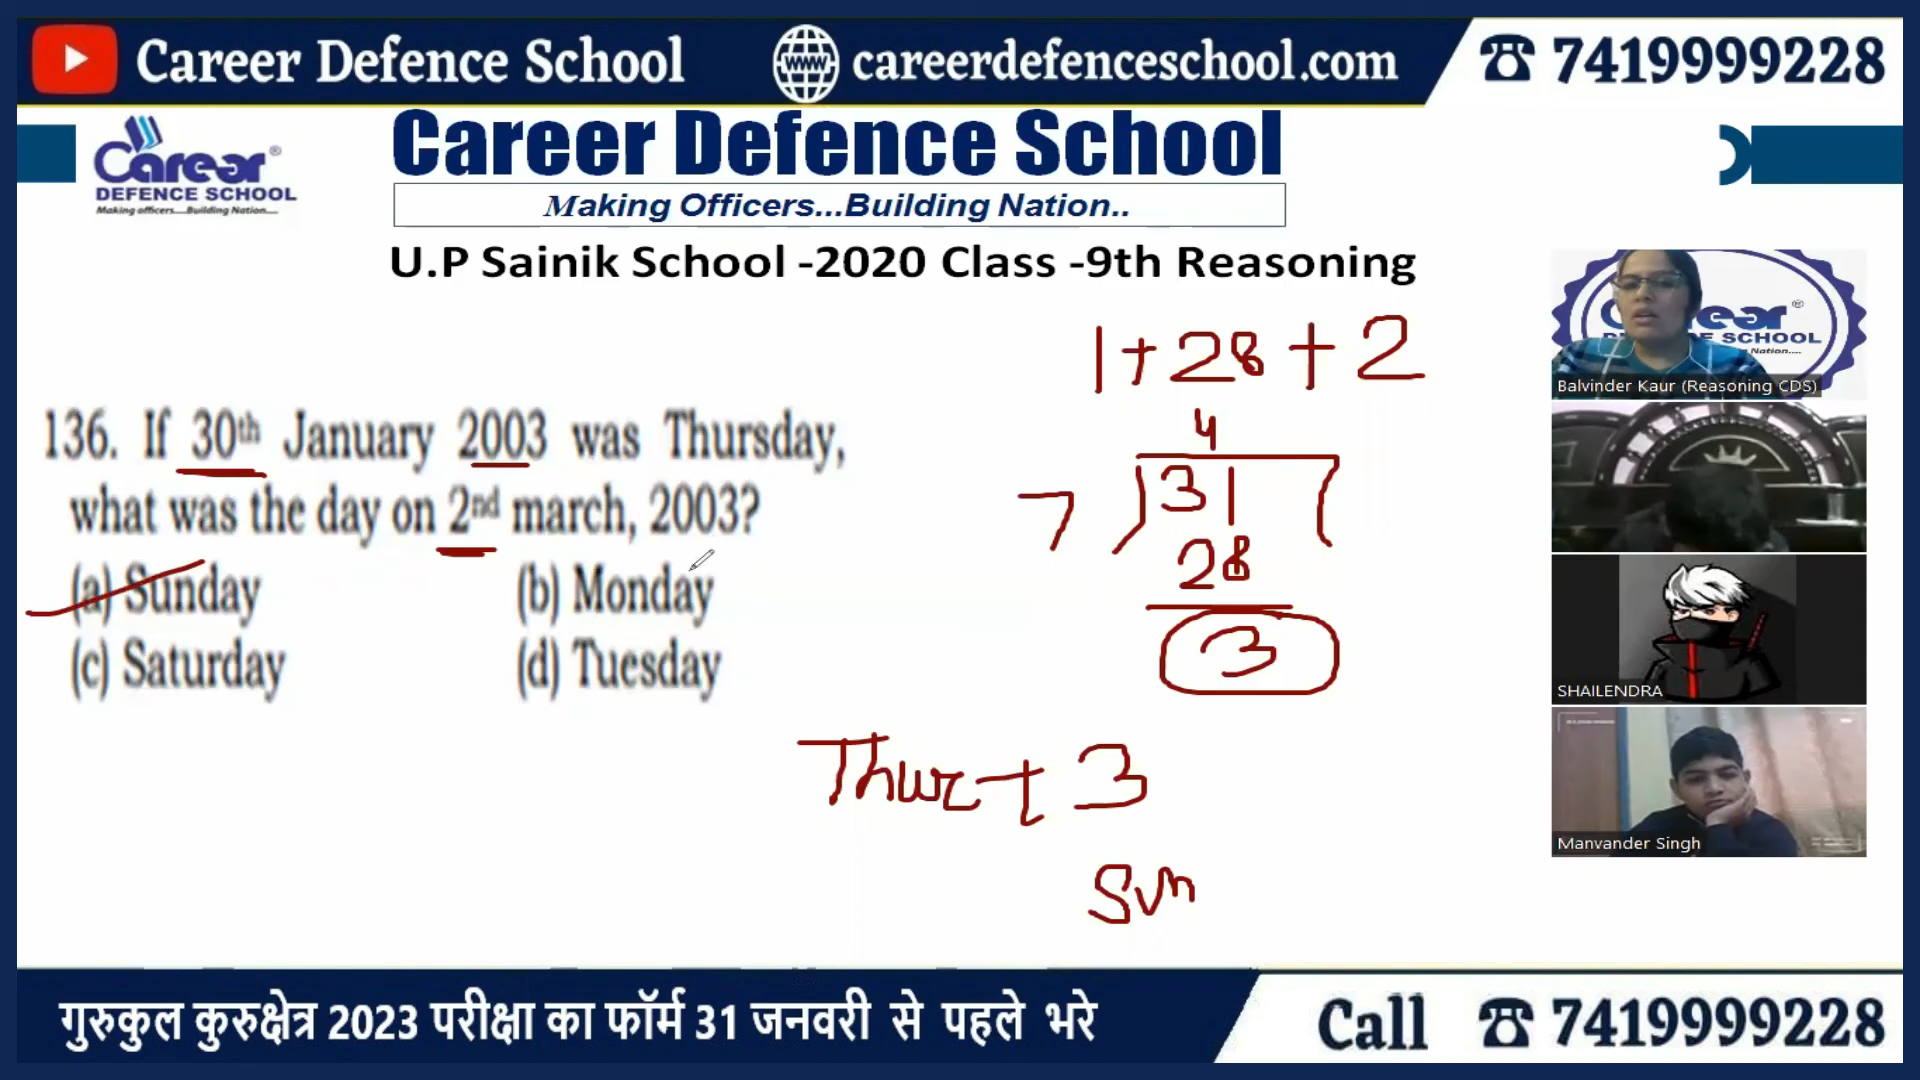 Career Defence School
www
careerdefenceschool.com
7419999228
Career
DEFENCE SCHOOL
Making officers....Building Nation....
Career Defence School
Making Officers...Building Nation..
U.P Sainik School -2020 Class -9th Reasoning
136. If 30th January 2003 was Thursday,
what was the day on 2nd march, 2003?
(a) Sunday
(b) Monday
(c) Saturday
(d) Tuesday
1+28+2
4
7) 31 (
28
3
Thur+3
Sun
Balvinder Kaur (Reasoning CDS)
SHAILENDRA
Manvander Singh
गुरुकुल कुरुक्षेत्र 2023 परीक्षा का फॉर्म 31 जनवरी से पहले भरे
Call 7419999228